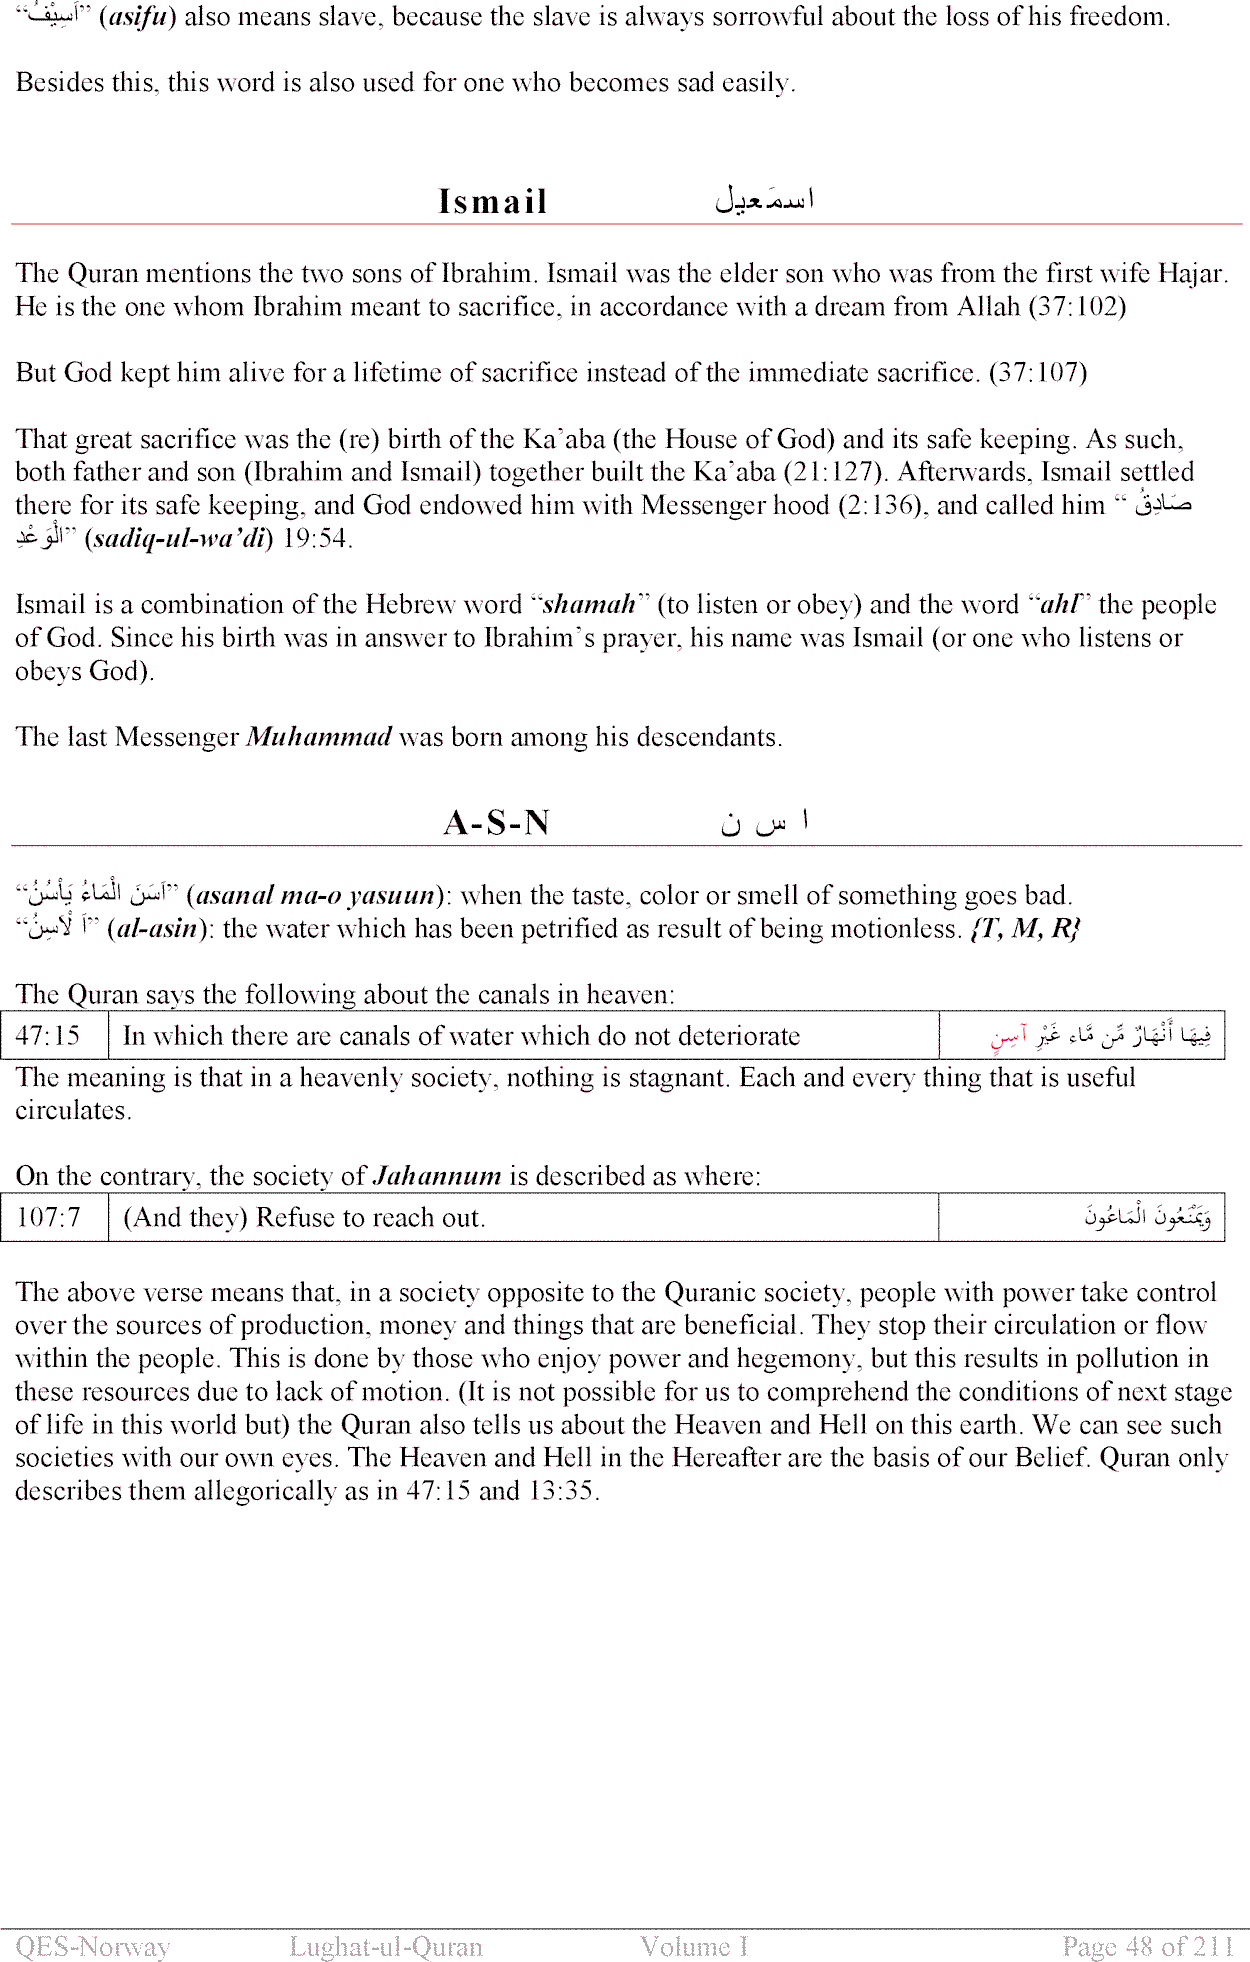 “اَسِيْفٌ” (asifu) also means slave, because the slave is always sorrowful about the loss of his freedom.
Besides this, this word is also used for one who becomes sad easily.
Ismail اسمَعيل
The Quran mentions the two sons of Ibrahim. Ismail was the elder son who was from the first wife Hajar.
He is the one whom Ibrahim meant to sacrifice, in accordance with a dream from Allah (37:102)
But God kept him alive for a lifetime of sacrifice instead of the immediate sacrifice. (37:107)
That great sacrifice was the (re) birth of the Ka’aba (the House of God) and its safe keeping. As such,
both father and son (Ibrahim and Ismail) together built the Ka’aba (21:127). Afterwards, Ismail settled
there for its safe keeping, and God endowed him with Messenger hood (2:136), and called him “ صَادِقُ
الْوَعْدِ” (sadiq-ul-wa’di) 19:54.
Ismail is a combination of the Hebrew word “shamah” (to listen or obey) and the word “ahl” the people
of God. Since his birth was in answer to Ibrahim’s prayer, his name was Ismail (or one who listens or
obeys God).
The last Messenger Muhammad was born among his descendants.
A-S-N ا س ن
“اَسَنَ الْمَاءُ يَأْسُنُ” (asanal ma-o yasuun): when the taste, color or smell of something goes bad.
“اَ لْاَسِنُ” (al-asin): the water which has been petrified as result of being motionless. {T, M, R}
The Quran says the following about the canals in heaven:
47:15 In which there are canals of water which do not deteriorate فِيهَا أَنْهَارٌ مِّن مَّاء غَيْرِ آسِنٍ
The meaning is that in a heavenly society, nothing is stagnant. Each and every thing that is useful
circulates.
On the contrary, the society of Jahannum is described as where:
107:7 (And they) Refuse to reach out. وَيَمْنَعُونَ الْمَاعُونَ
The above verse means that, in a society opposite to the Quranic society, people with power take control
over the sources of production, money and things that are beneficial. They stop their circulation or flow
within the people. This is done by those who enjoy power and hegemony, but this results in pollution in
these resources due to lack of motion. (It is not possible for us to comprehend the conditions of next stage
of life in this world but) the Quran also tells us about the Heaven and Hell on this earth. We can see such
societies with our own eyes. The Heaven and Hell in the Hereafter are the basis of our Belief. Quran only
describes them allegorically as in 47:15 and 13:35.
QES-Norway Lughat-ul-Quran Volume I Page 48 of 211